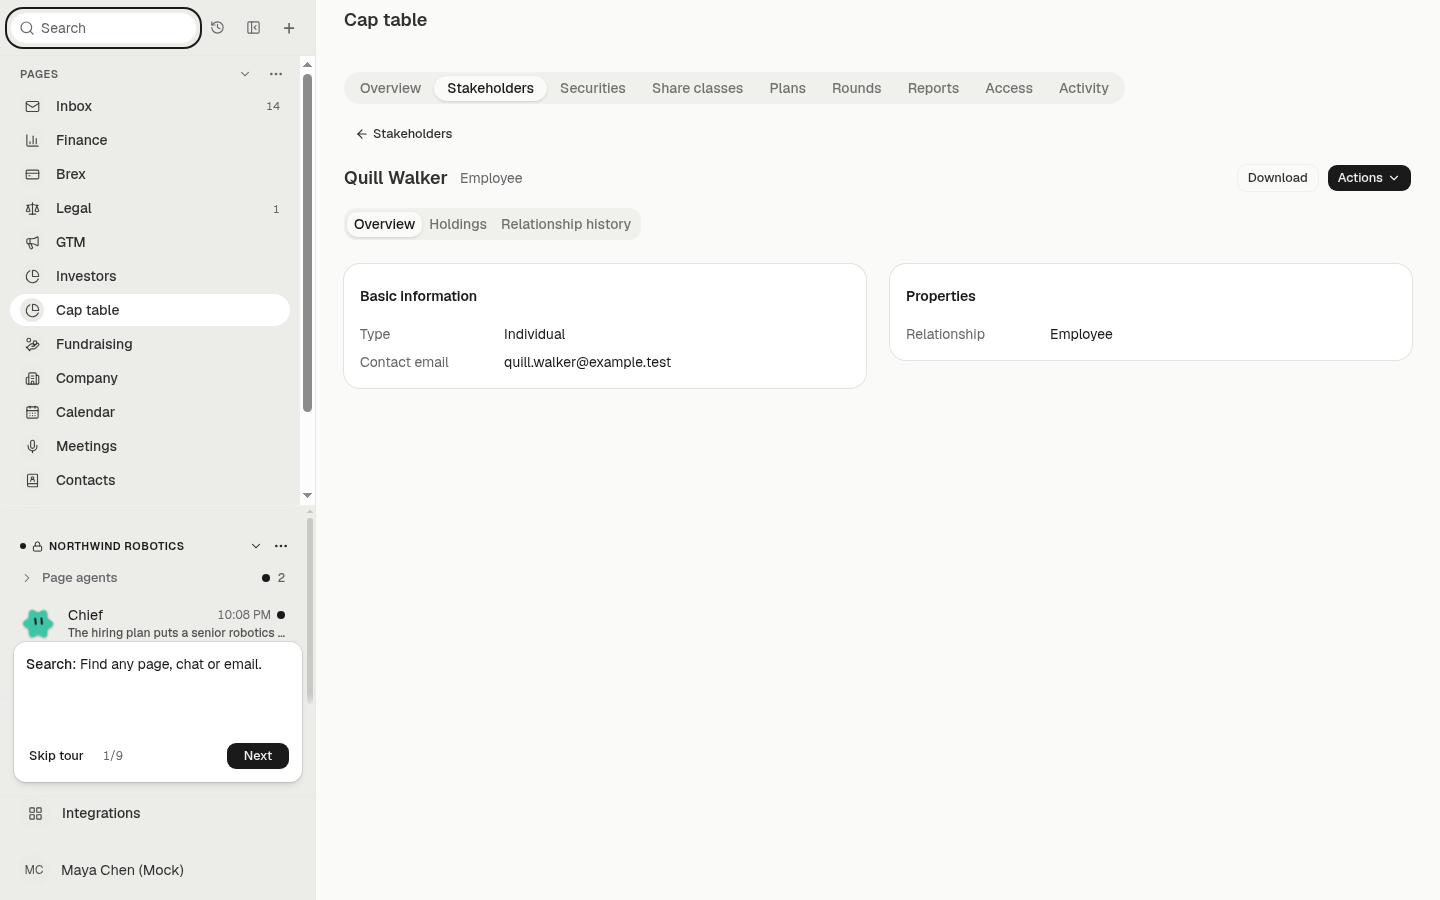 Search
PAGES
Inbox 14
Finance
Brex
Legal 1
GTM
Investors
Cap table
Fundraising
Company
Calendar
Meetings
Contacts
NORTHWIND ROBOTICS
Page agents 2
Chief 10:08 PM
The hiring plan puts a senior robotics ...
Search: Find any page, chat or email.
Skip tour 1/9 Next
Integrations
MC Maya Chen (Mock)
Cap table
Overview Stakeholders Securities Share classes Plans Rounds Reports Access Activity
Stakeholders
Quill Walker Employee Download Actions
Overview Holdings Relationship history
Basic information
Type Individual
Contact email quill.walker@example.test
Properties
Relationship Employee